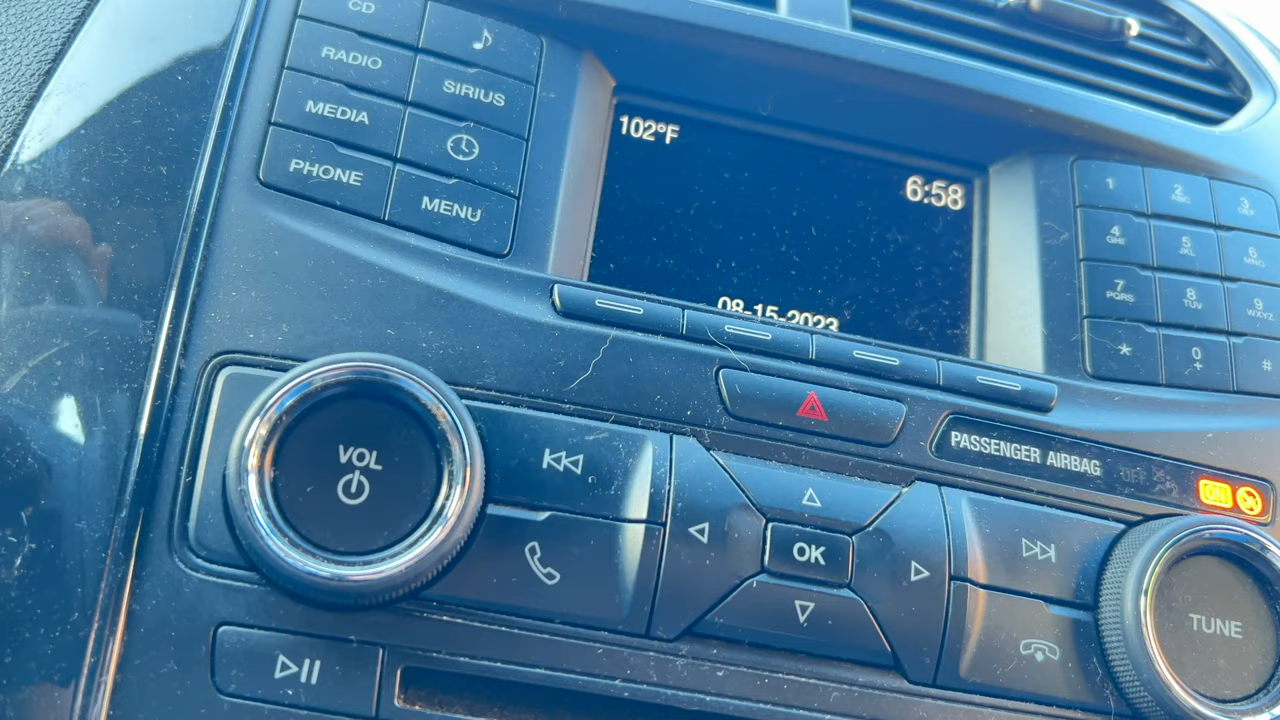 CD
RADIO
SIRIUS
MEDIA
PHONE
MENU
102°F
6:58
08-15-2023
1
2 ABC
3 DEF
4 GHI
5 JKL
6 MNO
7 PQRS
8 TUV
9 WXYZ
*
0 +
#
PASSENGER AIRBAG OFF ON
VOL
OK
TUNE